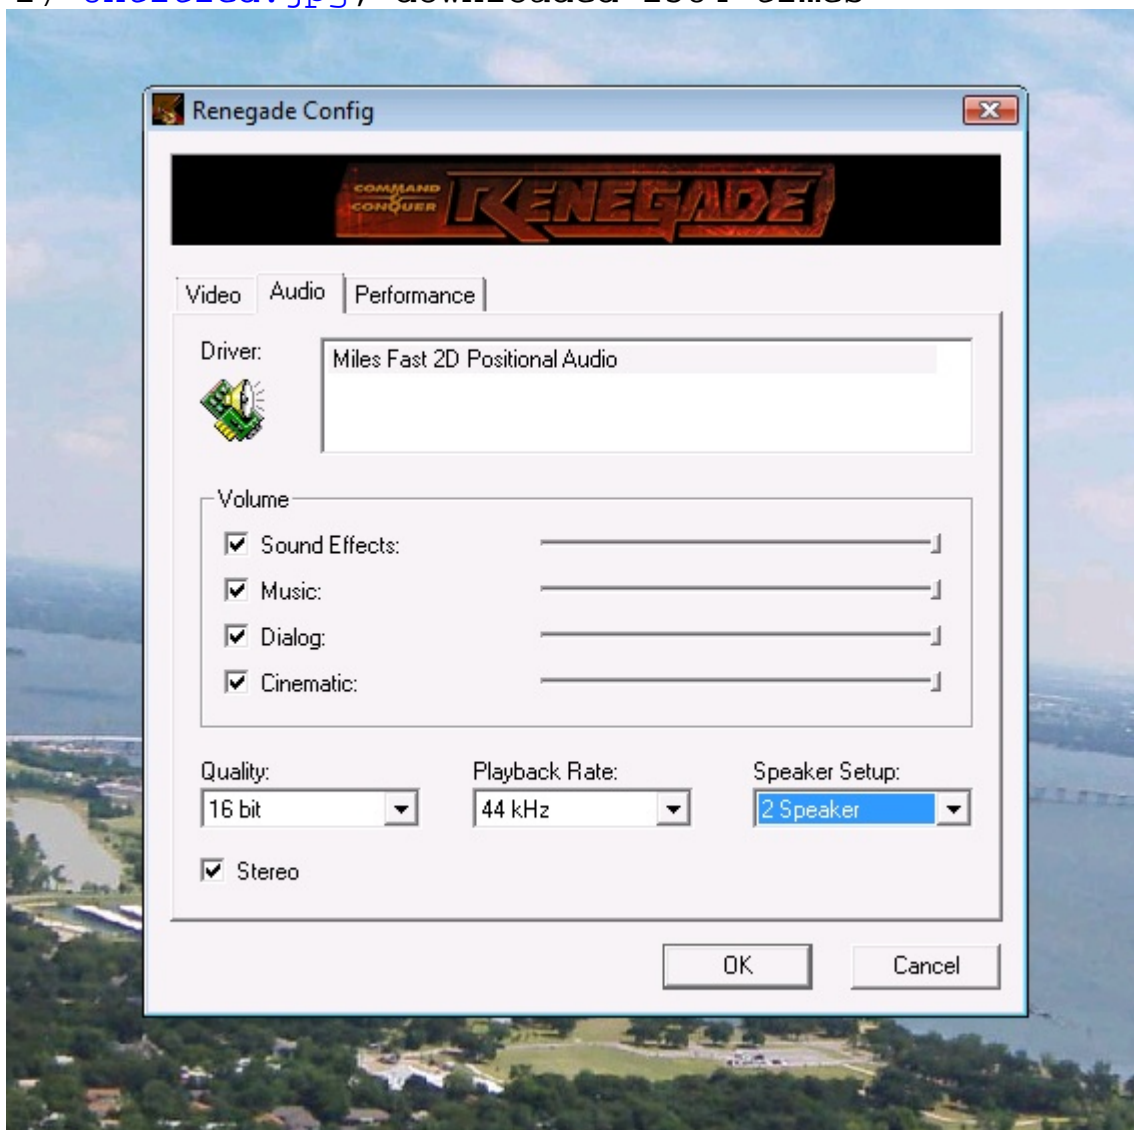 Renegade Config
COMMAND & CONQUER RENEGADE
Video Audio Performance
Driver:
Miles Fast 2D Positional Audio
Volume
Sound Effects:
Music:
Dialog:
Cinematic:
Quality: Playback Rate: Speaker Setup:
16 bit 44 kHz 2 Speaker
Stereo
OK Cancel